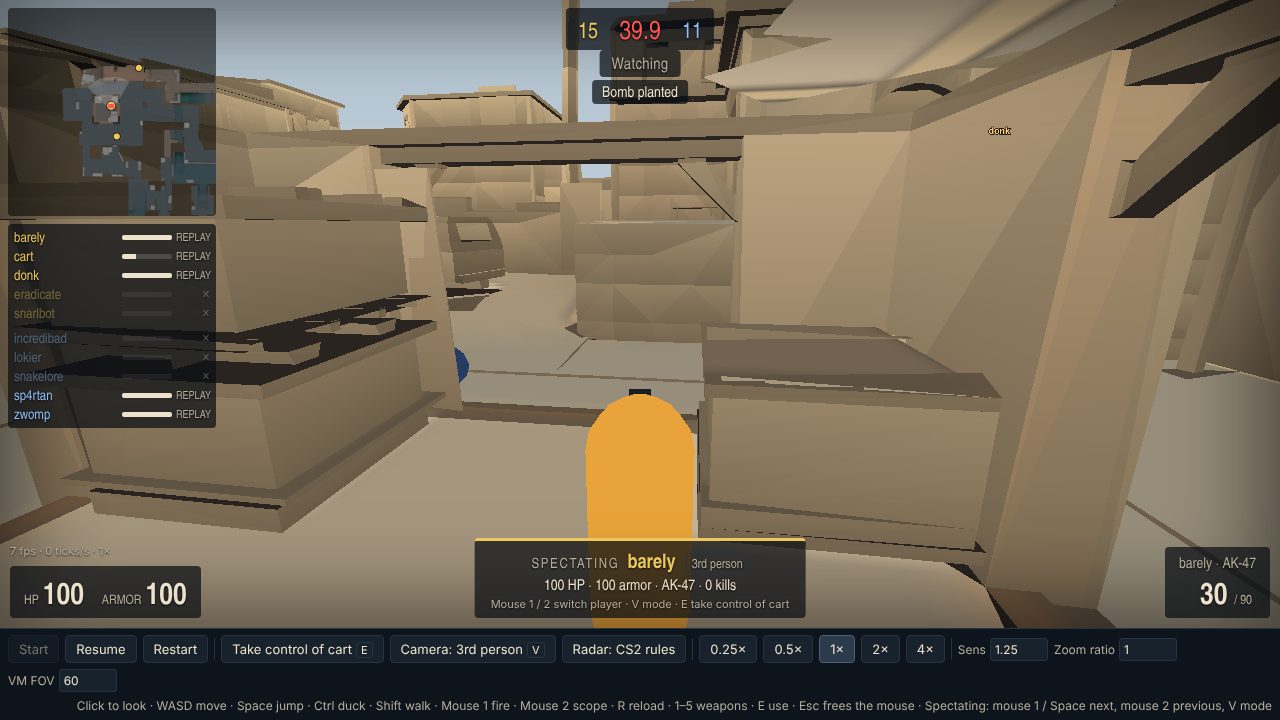 15 39.9 11
Watching
Bomb planted
donk
barely REPLAY
cart REPLAY
donk REPLAY
eradicate ×
snarlbot ×
incredibad ×
lokier ×
snakelore ×
sp4rtan REPLAY
zwomp REPLAY
7 fps · 0 ticks/s · 1×
HP 100 ARMOR 100
SPECTATING barely 3rd person
100 HP · 100 armor · AK-47 · 0 kills
Mouse 1 / 2 switch player · V mode · E take control of cart
barely · AK-47
30 / 90
Start Resume Restart Take control of cart E Camera: 3rd person V Radar: CS2 rules 0.25× 0.5× 1× 2× 4× Sens 1.25 Zoom ratio 1
VM FOV 60
Click to look · WASD move · Space jump · Ctrl duck · Shift walk · Mouse 1 fire · Mouse 2 scope · R reload · 1–5 weapons · E use · Esc frees the mouse · Spectating: mouse 1 / Space next, mouse 2 previous, V mode